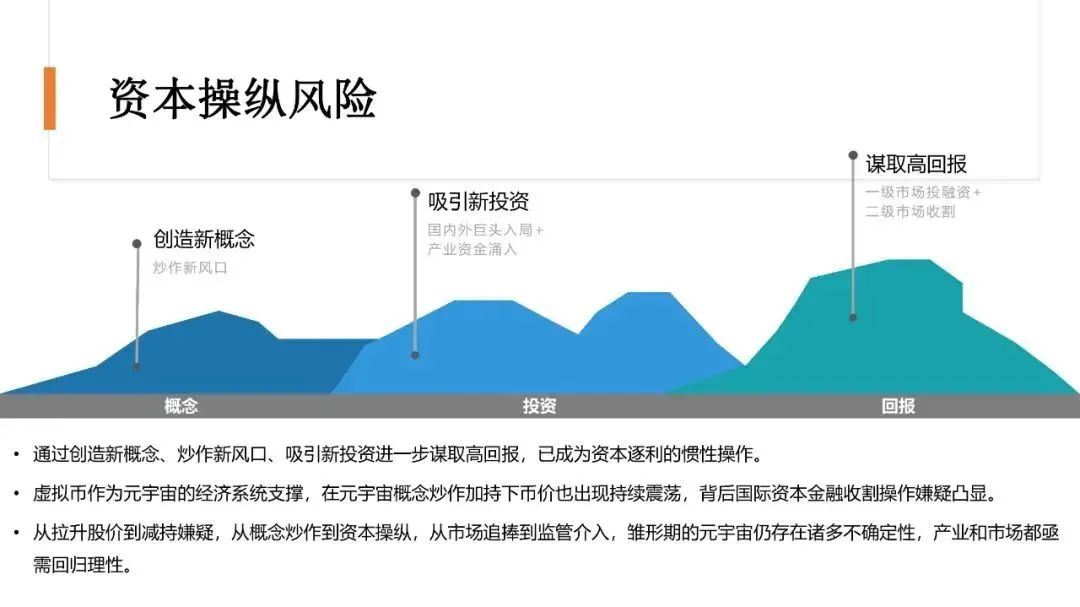 资本操纵风险
谋取高回报
一级市场投融资+
二级市场收割
吸引新投资
国内外巨头入局+
产业资金涌入
创造新概念
炒作新风口
概念
投资
回报
• 通过创造新概念、炒作新风口、吸引新投资进一步谋取高回报，已成为资本逐利的惯性操作。
• 虚拟币作为元宇宙的经济系统支撑，在元宇宙概念炒作加持下币价也出现持续震荡，背后国际资本金融收割操作嫌疑凸显。
• 从拉升股价到减持嫌疑，从概念炒作到资本操纵，从市场追捧到监管介入，雏形期的元宇宙仍存在诸多不确定性，产业和市场都亟
需回归理性。